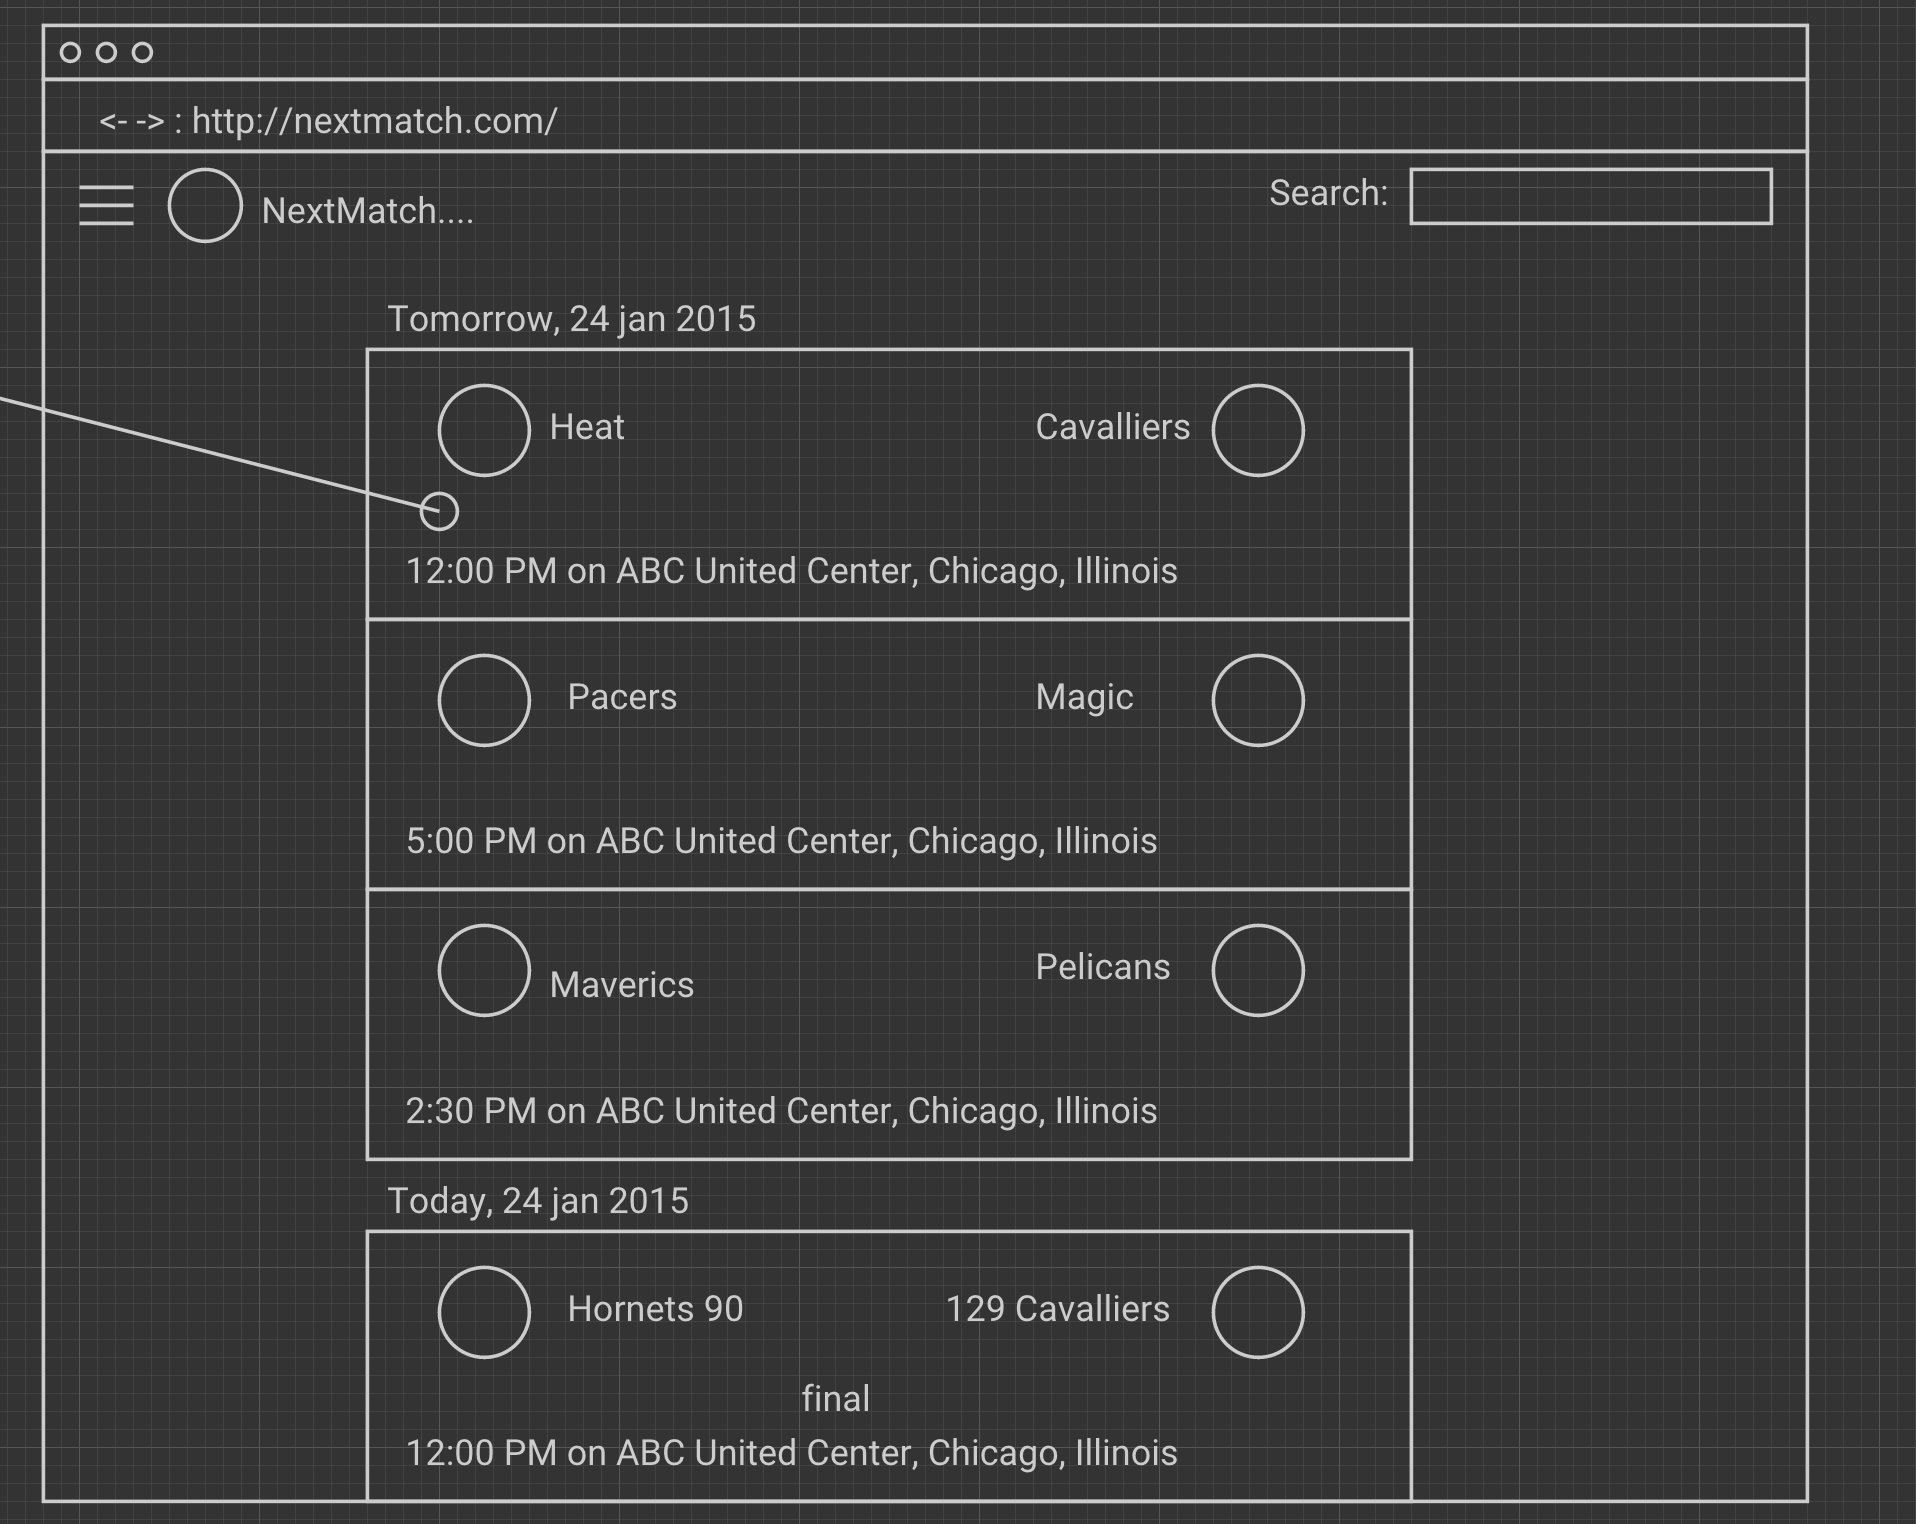 <- -> : http://nextmatch.com/
NextMatch....
Search:
Tomorrow, 24 jan 2015
Heat
Cavalliers
12:00 PM on ABC United Center, Chicago, Illinois
Pacers
Magic
5:00 PM on ABC United Center, Chicago, Illinois
Maverics
Pelicans
2:30 PM on ABC United Center, Chicago, Illinois
Today, 24 jan 2015
Hornets 90
129 Cavalliers
final
12:00 PM on ABC United Center, Chicago, Illinois